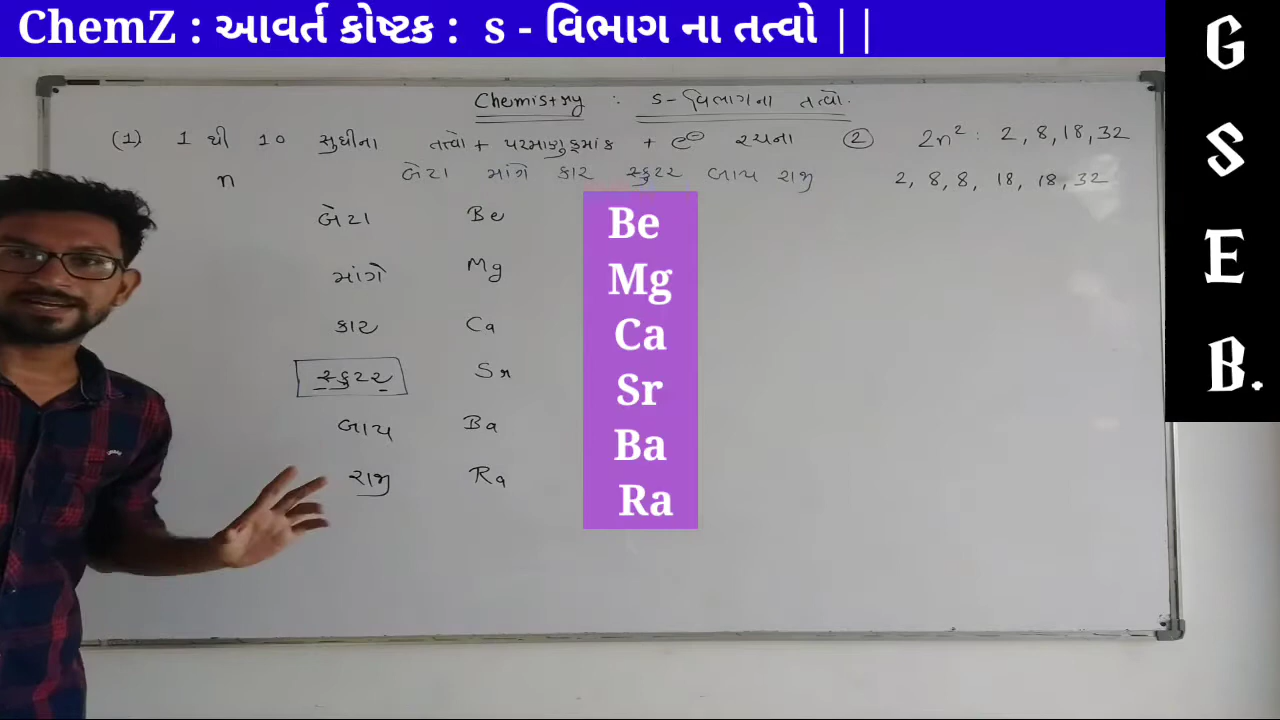 ChemZ : આવર્ત કોષ્ટક : s - વિભાગ ના તત્વો ||
G
S
E
B.
Chemistry : s - વિભાગના તત્વો.
(1) 1 થી 10 સુધીના તત્વો + પરમાણુક્રમાંક + e⊖ રચના ② 2n² : 2, 8, 18, 32
n બેટા માંગે કાર સ્કુટર બાય રાજી 2, 8, 8, 18, 18, 32
બેટા Be
માંગે Mg
કાર Ca
સ્કુટર Sr
બાય Ba
રાજી Ra
Be
Mg
Ca
Sr
Ba
Ra